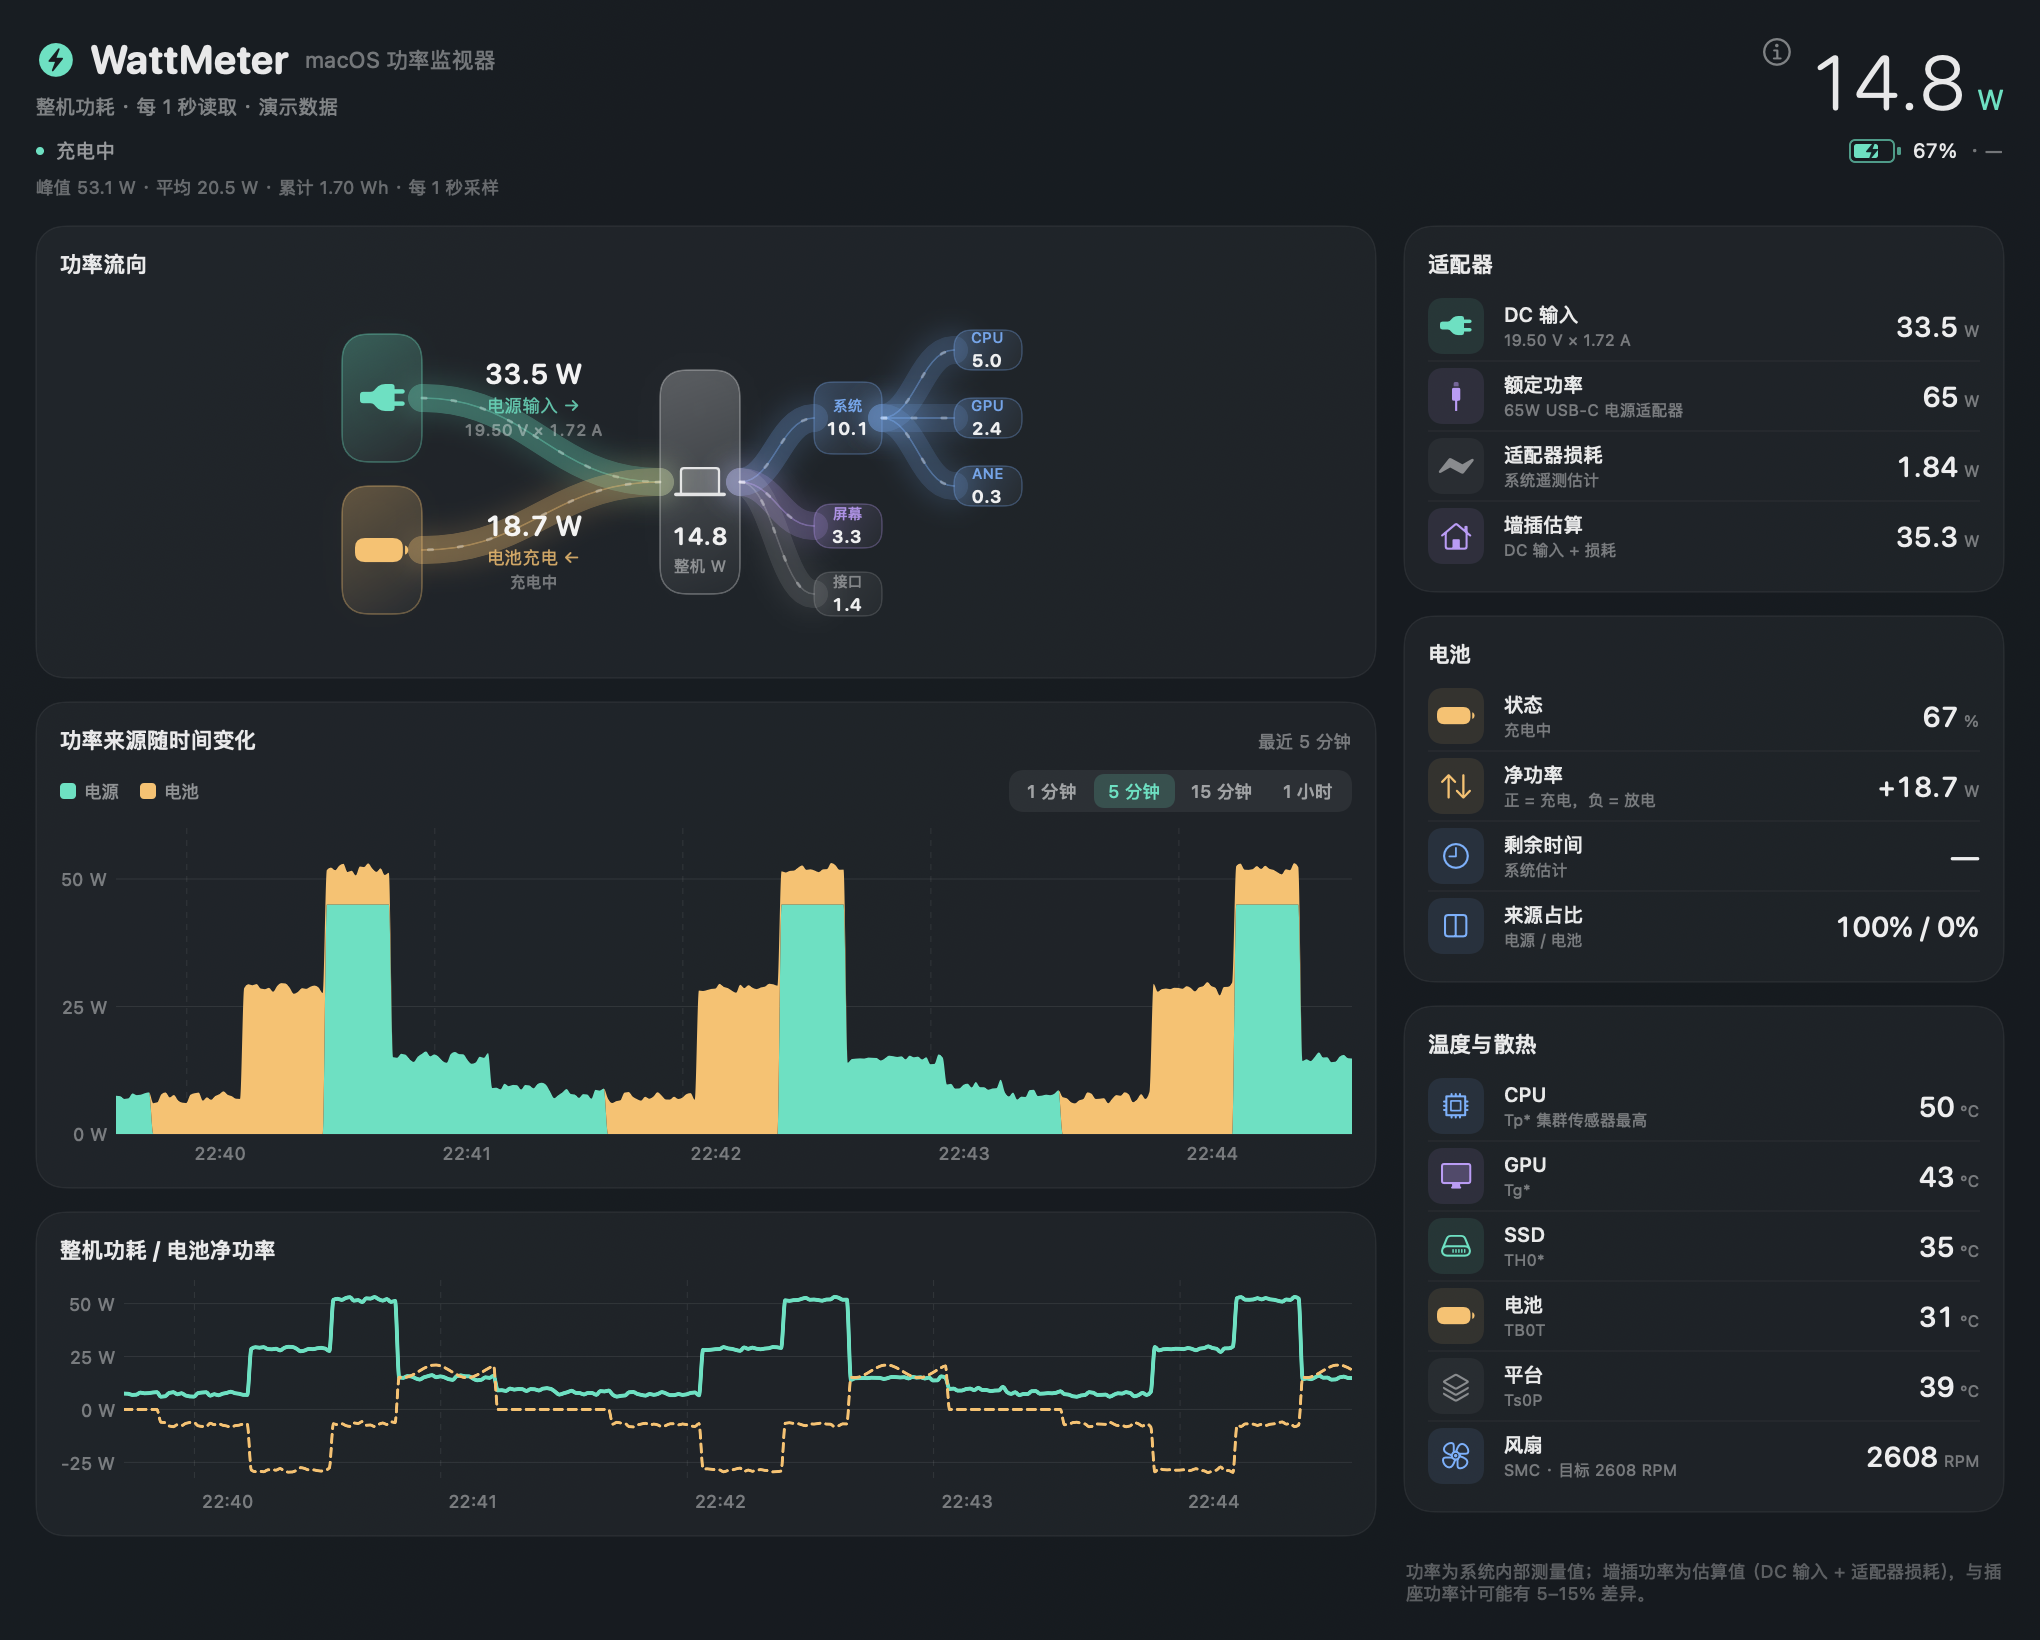 WattMeter macOS 功率监视器
整机功耗 · 每 1 秒读取 · 演示数据
充电中
峰值 53.1 W · 平均 20.5 W · 累计 1.70 Wh · 每 1 秒采样
14.8 W
67% · —
功率流向
33.5 W
电源输入 →
19.50 V × 1.72 A
18.7 W
电池充电 ←
充电中
14.8
整机 W
系统
10.1
CPU
5.0
GPU
2.4
ANE
0.3
屏幕
3.3
接口
1.4
功率来源随时间变化
最近 5 分钟
电源 电池
1 分钟 5 分钟 15 分钟 1 小时
50 W
25 W
0 W
22:40 22:41 22:42 22:43 22:44
整机功耗 / 电池净功率
50 W
25 W
0 W
-25 W
22:40 22:41 22:42 22:43 22:44
适配器
DC 输入
19.50 V × 1.72 A
33.5 W
额定功率
65W USB-C 电源适配器
65 W
适配器损耗
系统遥测估计
1.84 W
墙插估算
DC 输入 + 损耗
35.3 W
电池
状态
充电中
67 %
净功率
正 = 充电，负 = 放电
+18.7 W
剩余时间
系统估计
—
来源占比
电源 / 电池
100% / 0%
温度与散热
CPU
Tp* 集群传感器最高
50 °C
GPU
Tg*
43 °C
SSD
TH0*
35 °C
电池
TB0T
31 °C
平台
Ts0P
39 °C
风扇
SMC · 目标 2608 RPM
2608 RPM
功率为系统内部测量值；墙插功率为估算值（DC 输入 + 适配器损耗），与插
座功率计可能有 5–15% 差异。